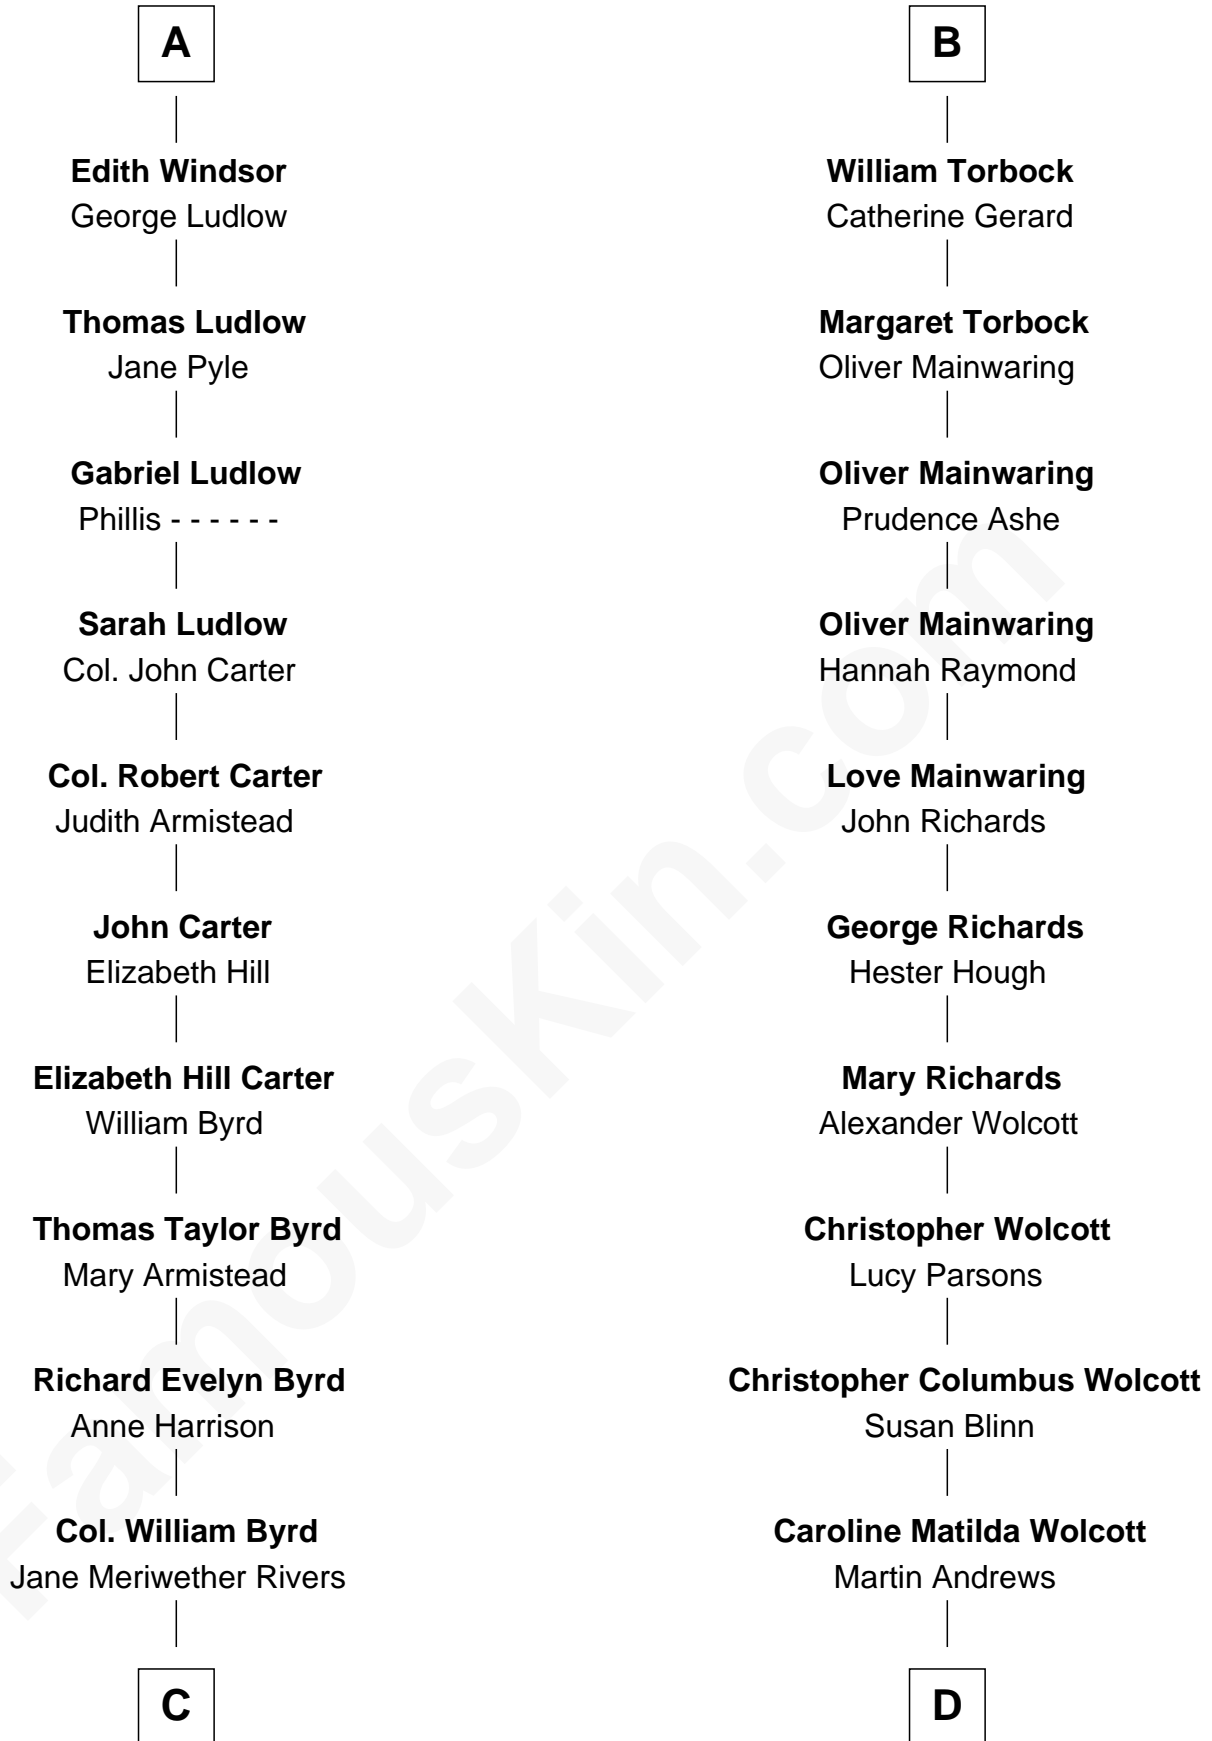 A
Edith Windsor
George Ludlow
Thomas Ludlow
Jane Pyle
Gabriel Ludlow
Phillis - - - - - -
Sarah Ludlow
Col. John Carter
Col. Robert Carter
Judith Armistead
John Carter
Elizabeth Hill
Elizabeth Hill Carter
William Byrd
Thomas Taylor Byrd
Mary Armistead
Richard Evelyn Byrd
Anne Harrison
Col. William Byrd
Jane Meriwether Rivers
C
B
William Torbock
Catherine Gerard
Margaret Torbock
Oliver Mainwaring
Oliver Mainwaring
Prudence Ashe
Oliver Mainwaring
Hannah Raymond
Love Mainwaring
John Richards
George Richards
Hester Hough
Mary Richards
Alexander Wolcott
Christopher Wolcott
Lucy Parsons
Christopher Columbus Wolcott
Susan Blinn
Caroline Matilda Wolcott
Martin Andrews
D
FamousKin.com